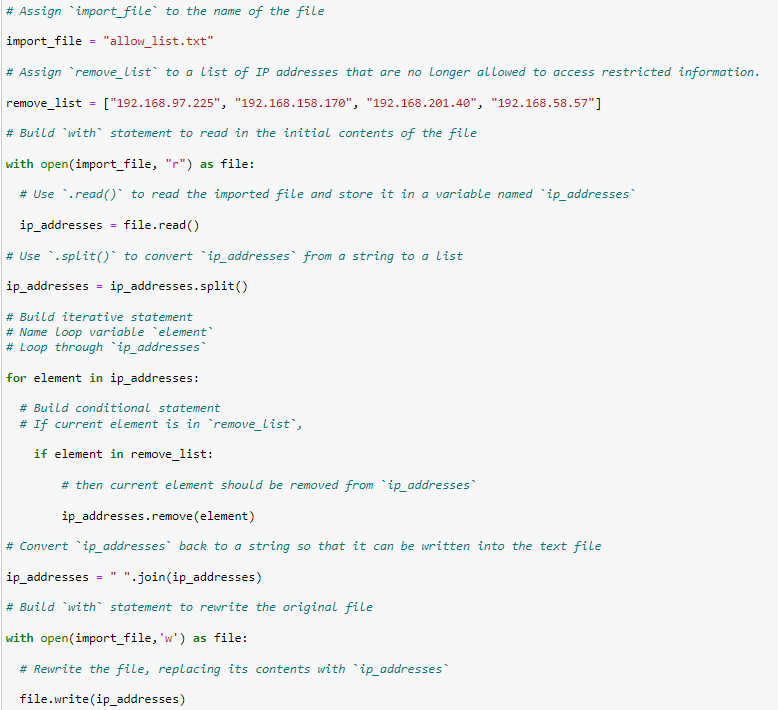 # Assign `import_file` to the name of the file
import_file = "allow_list.txt"
# Assign `remove_list` to a list of IP addresses that are no longer allowed to access restricted information.
remove_list = ["192.168.97.225", "192.168.158.170", "192.168.201.40", "192.168.58.57"]
# Build `with` statement to read in the initial contents of the file
with open(import_file, "r") as file:
  # Use `.read()` to read the imported file and store it in a variable named `ip_addresses`
  ip_addresses = file.read()
# Use `.split()` to convert `ip_addresses` from a string to a list
ip_addresses = ip_addresses.split()
# Build iterative statement
# Name loop variable `element`
# Loop through `ip_addresses`
for element in ip_addresses:
  # Build conditional statement
  # If current element is in `remove_list`,
    if element in remove_list:
        # then current element should be removed from `ip_addresses`
        ip_addresses.remove(element)
# Convert `ip_addresses` back to a string so that it can be written into the text file
ip_addresses = " ".join(ip_addresses)
# Build `with` statement to rewrite the original file
with open(import_file,'w') as file:
  # Rewrite the file, replacing its contents with `ip_addresses`
  file.write(ip_addresses)